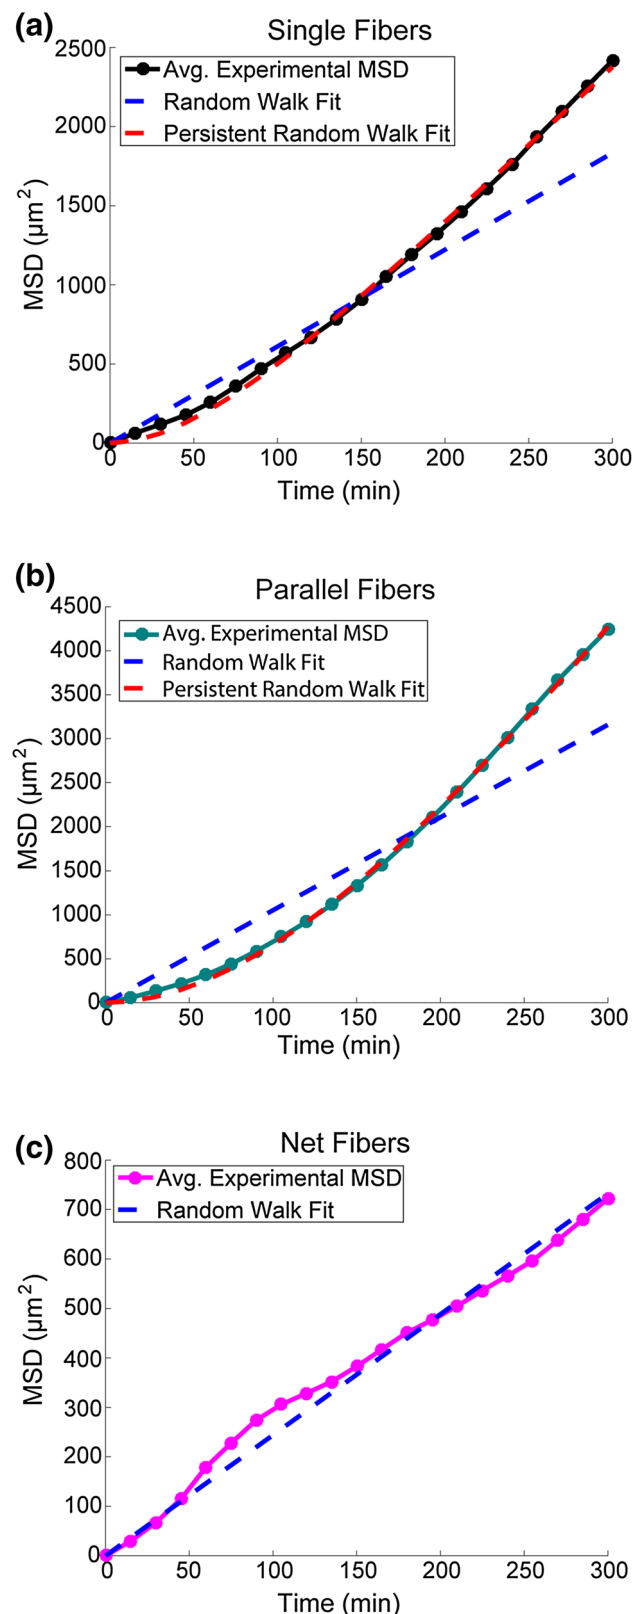 (a)
Single Fibers
2500
2000
1500
1000
500
0
MSD (µm²)
Avg. Experimental MSD
Random Walk Fit
Persistent Random Walk Fit
0 50 100 150 200 250 300
Time (min)
(b)
Parallel Fibers
4500
4000
3500
3000
2500
2000
1500
1000
500
0
MSD (µm²)
Avg. Experimental MSD
Random Walk Fit
Persistent Random Walk Fit
0 50 100 150 200 250 300
Time (min)
(c)
Net Fibers
800
700
600
500
400
300
200
100
0
MSD (µm²)
Avg. Experimental MSD
Random Walk Fit
0 50 100 150 200 250 300
Time (min)